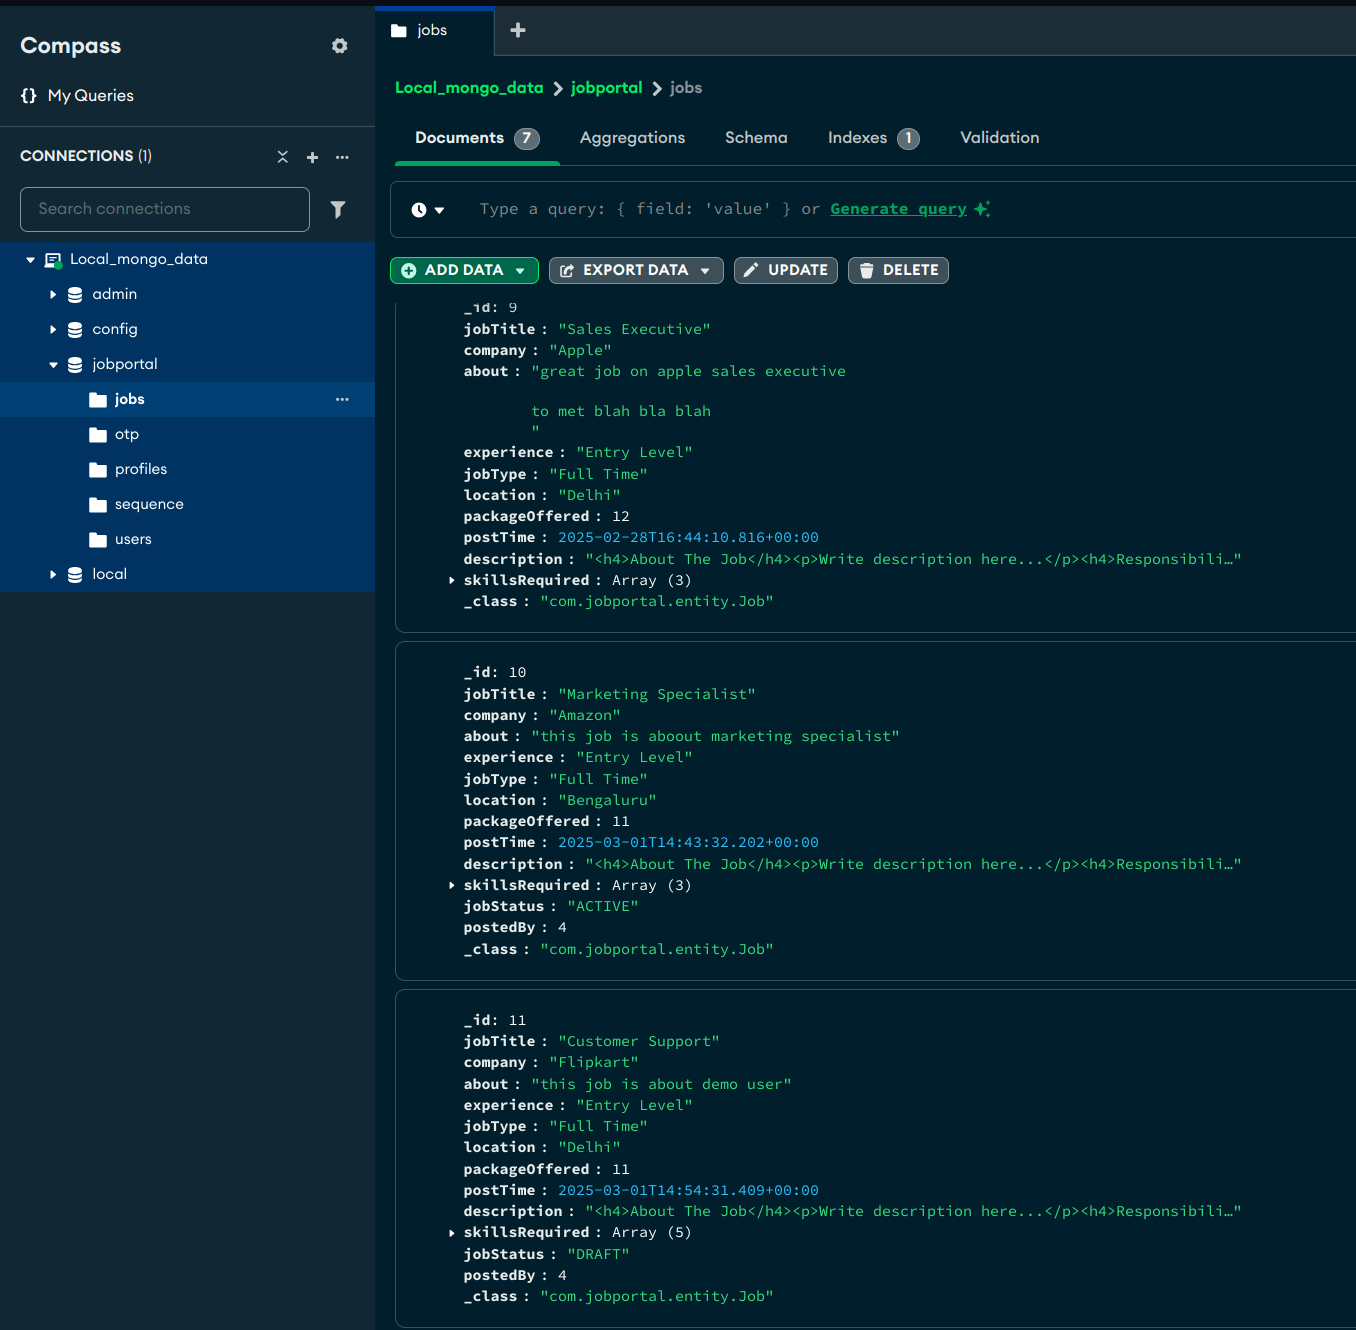 Compass
My Queries
CONNECTIONS (1)
Search connections
Local_mongo_data
admin
config
jobportal
jobs
otp
profiles
sequence
users
local
jobs
Local_mongo_data > jobportal > jobs
Documents 7 Aggregations Schema Indexes 1 Validation
Type a query: { field: 'value' } or Generate query
ADD DATA EXPORT DATA UPDATE DELETE
_id: 9
jobTitle : "Sales Executive"
company : "Apple"
about : "great job on apple sales executive
to met blah bla blah
"
experience : "Entry Level"
jobType : "Full Time"
location : "Delhi"
packageOffered : 12
postTime : 2025-02-28T16:44:10.816+00:00
description : "<h4>About The Job</h4><p>Write description here...</p><h4>Responsibili…"
skillsRequired : Array (3)
_class : "com.jobportal.entity.Job"
_id: 10
jobTitle : "Marketing Specialist"
company : "Amazon"
about : "this job is aboout marketing specialist"
experience : "Entry Level"
jobType : "Full Time"
location : "Bengaluru"
packageOffered : 11
postTime : 2025-03-01T14:43:32.202+00:00
description : "<h4>About The Job</h4><p>Write description here...</p><h4>Responsibili…"
skillsRequired : Array (3)
jobStatus : "ACTIVE"
postedBy : 4
_class : "com.jobportal.entity.Job"
_id: 11
jobTitle : "Customer Support"
company : "Flipkart"
about : "this job is about demo user"
experience : "Entry Level"
jobType : "Full Time"
location : "Delhi"
packageOffered : 11
postTime : 2025-03-01T14:54:31.409+00:00
description : "<h4>About The Job</h4><p>Write description here...</p><h4>Responsibili…"
skillsRequired : Array (5)
jobStatus : "DRAFT"
postedBy : 4
_class : "com.jobportal.entity.Job"